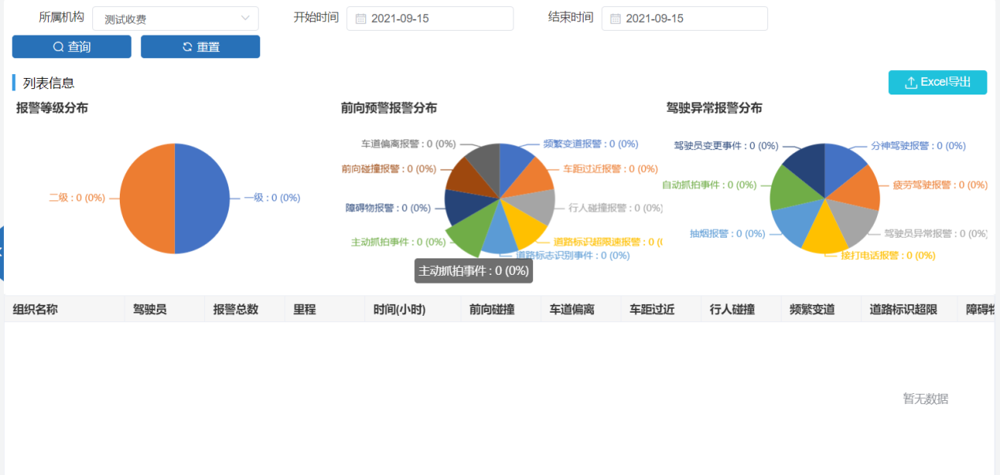 所属机构 测试收费 开始时间 2021-09-15 结束时间 2021-09-15
查询 重置
列表信息 Excel导出
报警等级分布
二级 : 0 (0%)
一级 : 0 (0%)
前向预警报警分布
车道偏离报警 : 0 (0%)
频繁变道报警 : 0 (0%)
前向碰撞报警 : 0 (0%)
车距过近报警 : 0 (0%)
障碍物报警 : 0 (0%)
行人碰撞报警 : 0 (0%)
主动抓拍事件 : 0 (0%)
道路标识超限速报警 : 0 (
道路标志识别事件 : 0 (0%)
主动抓拍事件 : 0 (0%)
驾驶异常报警分布
驾驶员变更事件 : 0 (0%)
分神驾驶报警 : 0 (0%)
自动抓拍事件 : 0 (0%)
疲劳驾驶报警 : 0 (0%)
抽烟报警 : 0 (0%)
驾驶员异常报警 : 0 (0%)
接打电话报警 : 0 (0%)
组织名称 驾驶员 报警总数 里程 时间(小时) 前向碰撞 车道偏离 车距过近 行人碰撞 频繁变道 道路标识超限 障碍
暂无数据